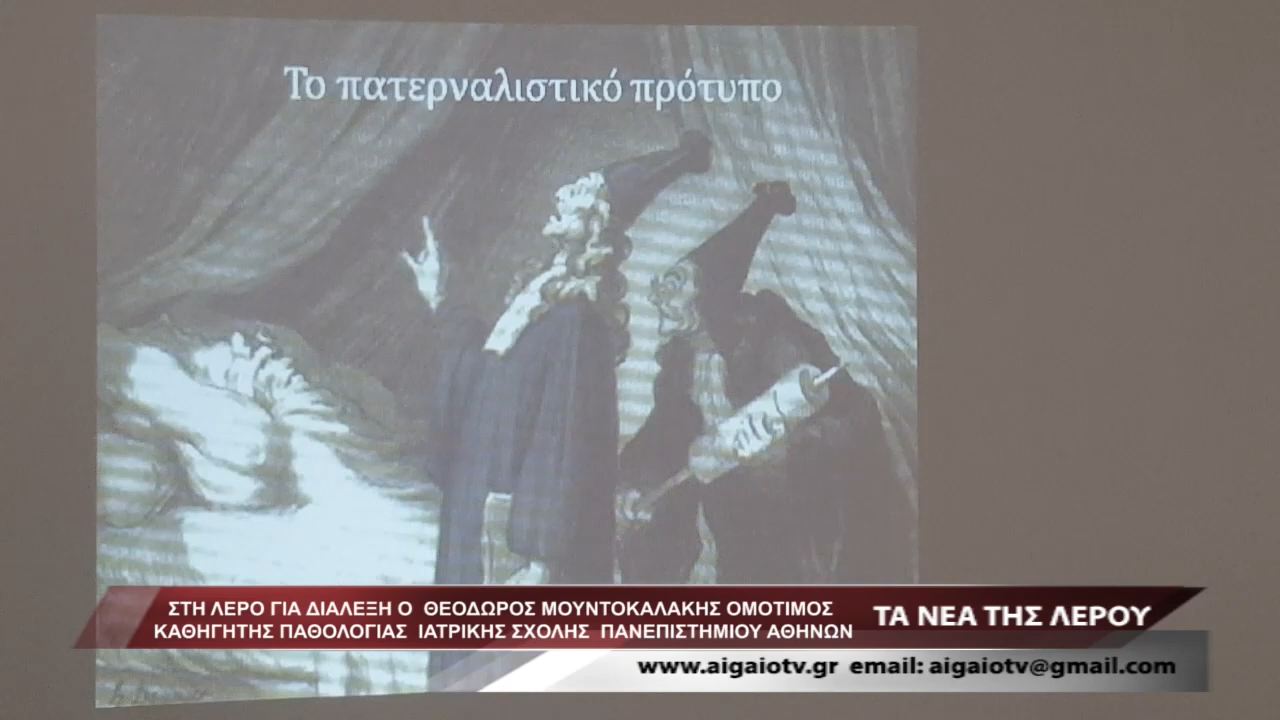 Το πατερναλιστικό πρότυπο
ΣΤΗ ΛΕΡΟ ΓΙΑ ΔΙΑΛΕΞΗ Ο ΘΕΟΔΩΡΟΣ ΜΟΥΝΤΟΚΑΛΑΚΗΣ ΟΜΟΤΙΜΟΣ
ΚΑΘΗΓΗΤΗΣ ΠΑΘΟΛΟΓΙΑΣ ΙΑΤΡΙΚΗΣ ΣΧΟΛΗΣ ΠΑΝΕΠΙΣΤΗΜΙΟΥ ΑΘΗΝΩΝ
ΤΑ ΝΕΑ ΤΗΣ ΛΕΡΟΥ
www.aigaiotv.gr email: aigaiotv@gmail.com